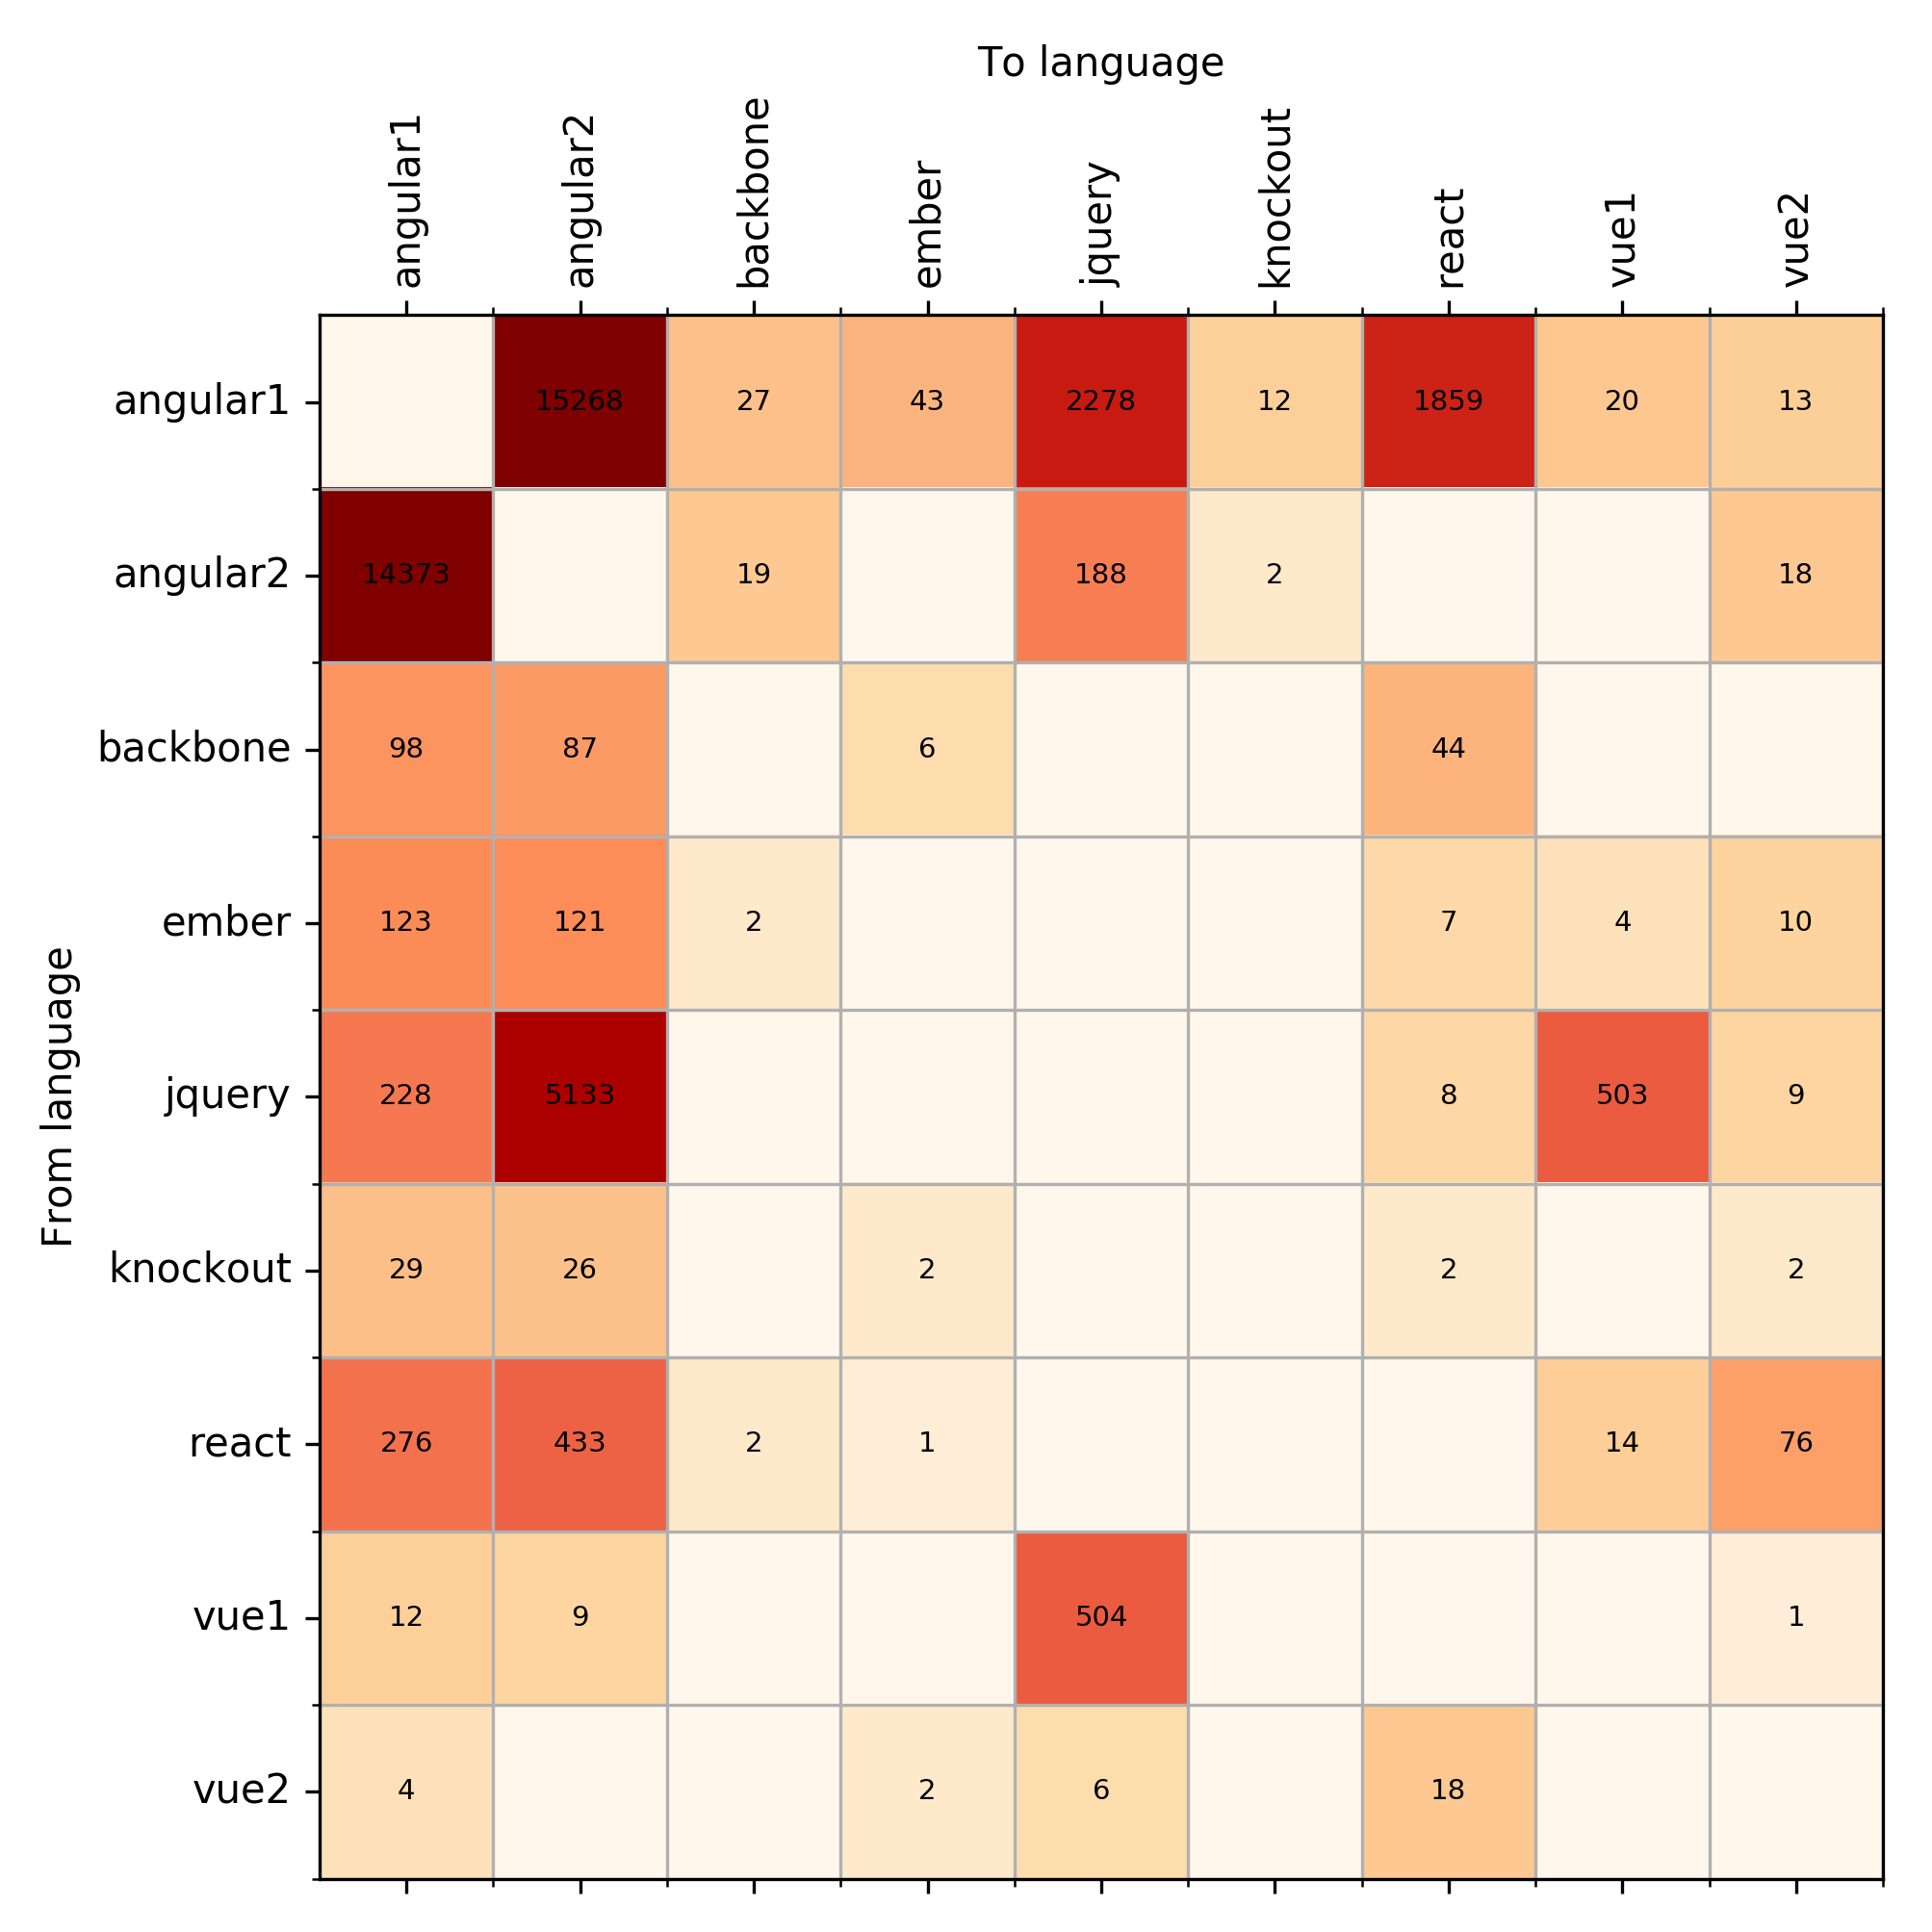 To language
angular1
angular2
backbone
ember
jquery
knockout
react
vue1
vue2
From language
angular1 15268 27 43 2278 12 1859 20 13
angular2 14373 19 188 2 18
backbone 98 87 6 44
ember 123 121 2 7 4 10
jquery 228 5133 8 503 9
knockout 29 26 2 2 2
react 276 433 2 1 14 76
vue1 12 9 504 1
vue2 4 2 6 18